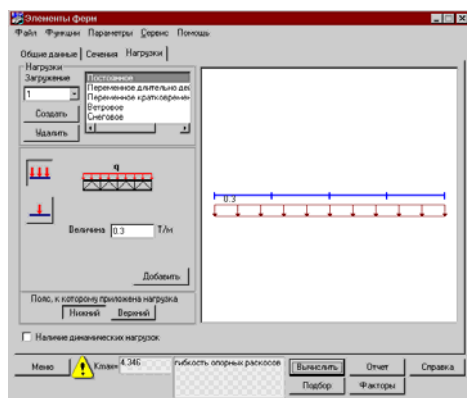 Элементы ферм
Файл Функции Параметры Сервис Помощь
Общие данные Сечения Нагрузки
Нагрузки
Загружение
1
Постоянное
Переменное длительно дей
Переменное кратковремен
Ветровое
Снеговое
Создать
Удалить
q
Величина 0.3 Т/м
Добавить
Пояс, к которому приложена нагрузка
Нижний Верхний
0.3
Наличие динамических нагрузок
Меню
Kmax= 4.346
гибкость опорных раскосов
Вычислить Отчет Справка
Подбор Факторы